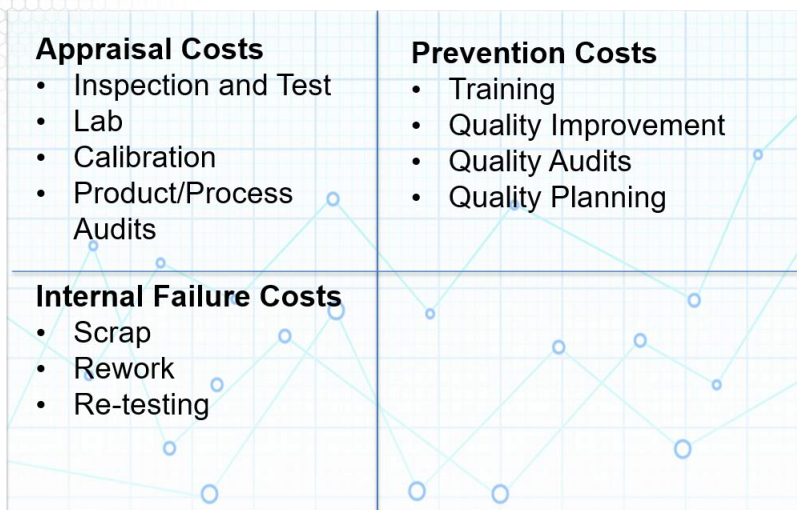 Appraisal Costs
• Inspection and Test
• Lab
• Calibration
• Product/Process
Audits
Prevention Costs
• Training
• Quality Improvement
• Quality Audits
• Quality Planning
Internal Failure Costs
• Scrap
• Rework
• Re-testing